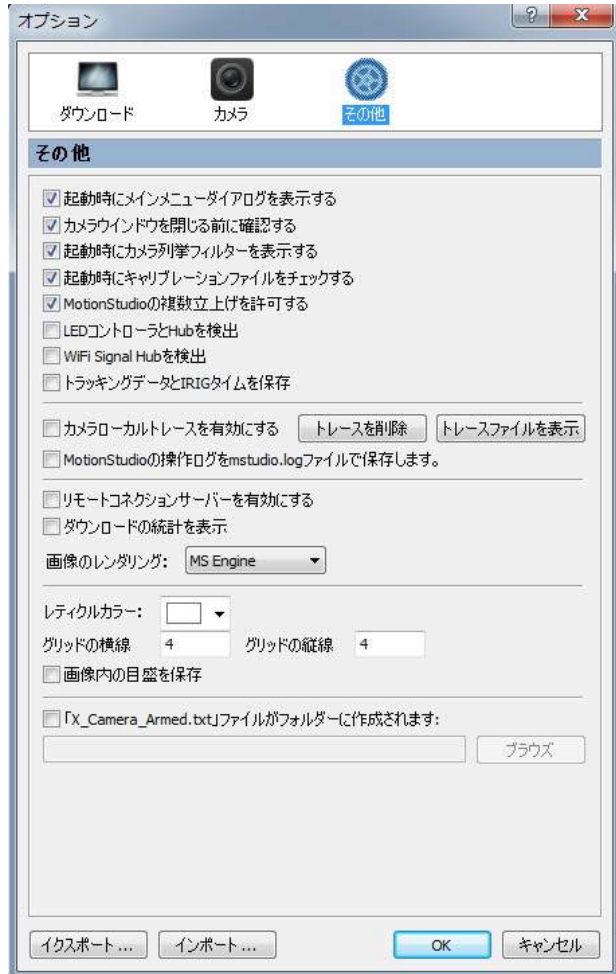 オプション
ダウンロード カメラ その他
その他
起動時にメインメニューダイアログを表示する
カメラウインドウを閉じる前に確認する
起動時にカメラ列挙フィルターを表示する
起動時にキャリブレーションファイルをチェックする
MotionStudioの複数立上げを許可する
LEDコントローラとHubを検出
WiFi Signal Hubを検出
トラッキングデータとIRIGタイムを保存
カメラローカルトレースを有効にする トレースを削除 トレースファイルを表示
MotionStudioの操作ログをmstudio.logファイルで保存します。
リモートコネクションサーバーを有効にする
ダウンロードの統計を表示
画像のレンダリング: MS Engine
レティクルカラー:
グリッドの横線 4 グリッドの縦線 4
画像内の目盛を保存
「X_Camera_Armed.txt」ファイルがフォルダーに作成されます:
ブラウズ
イクスポート ... インポート ... OK キャンセル